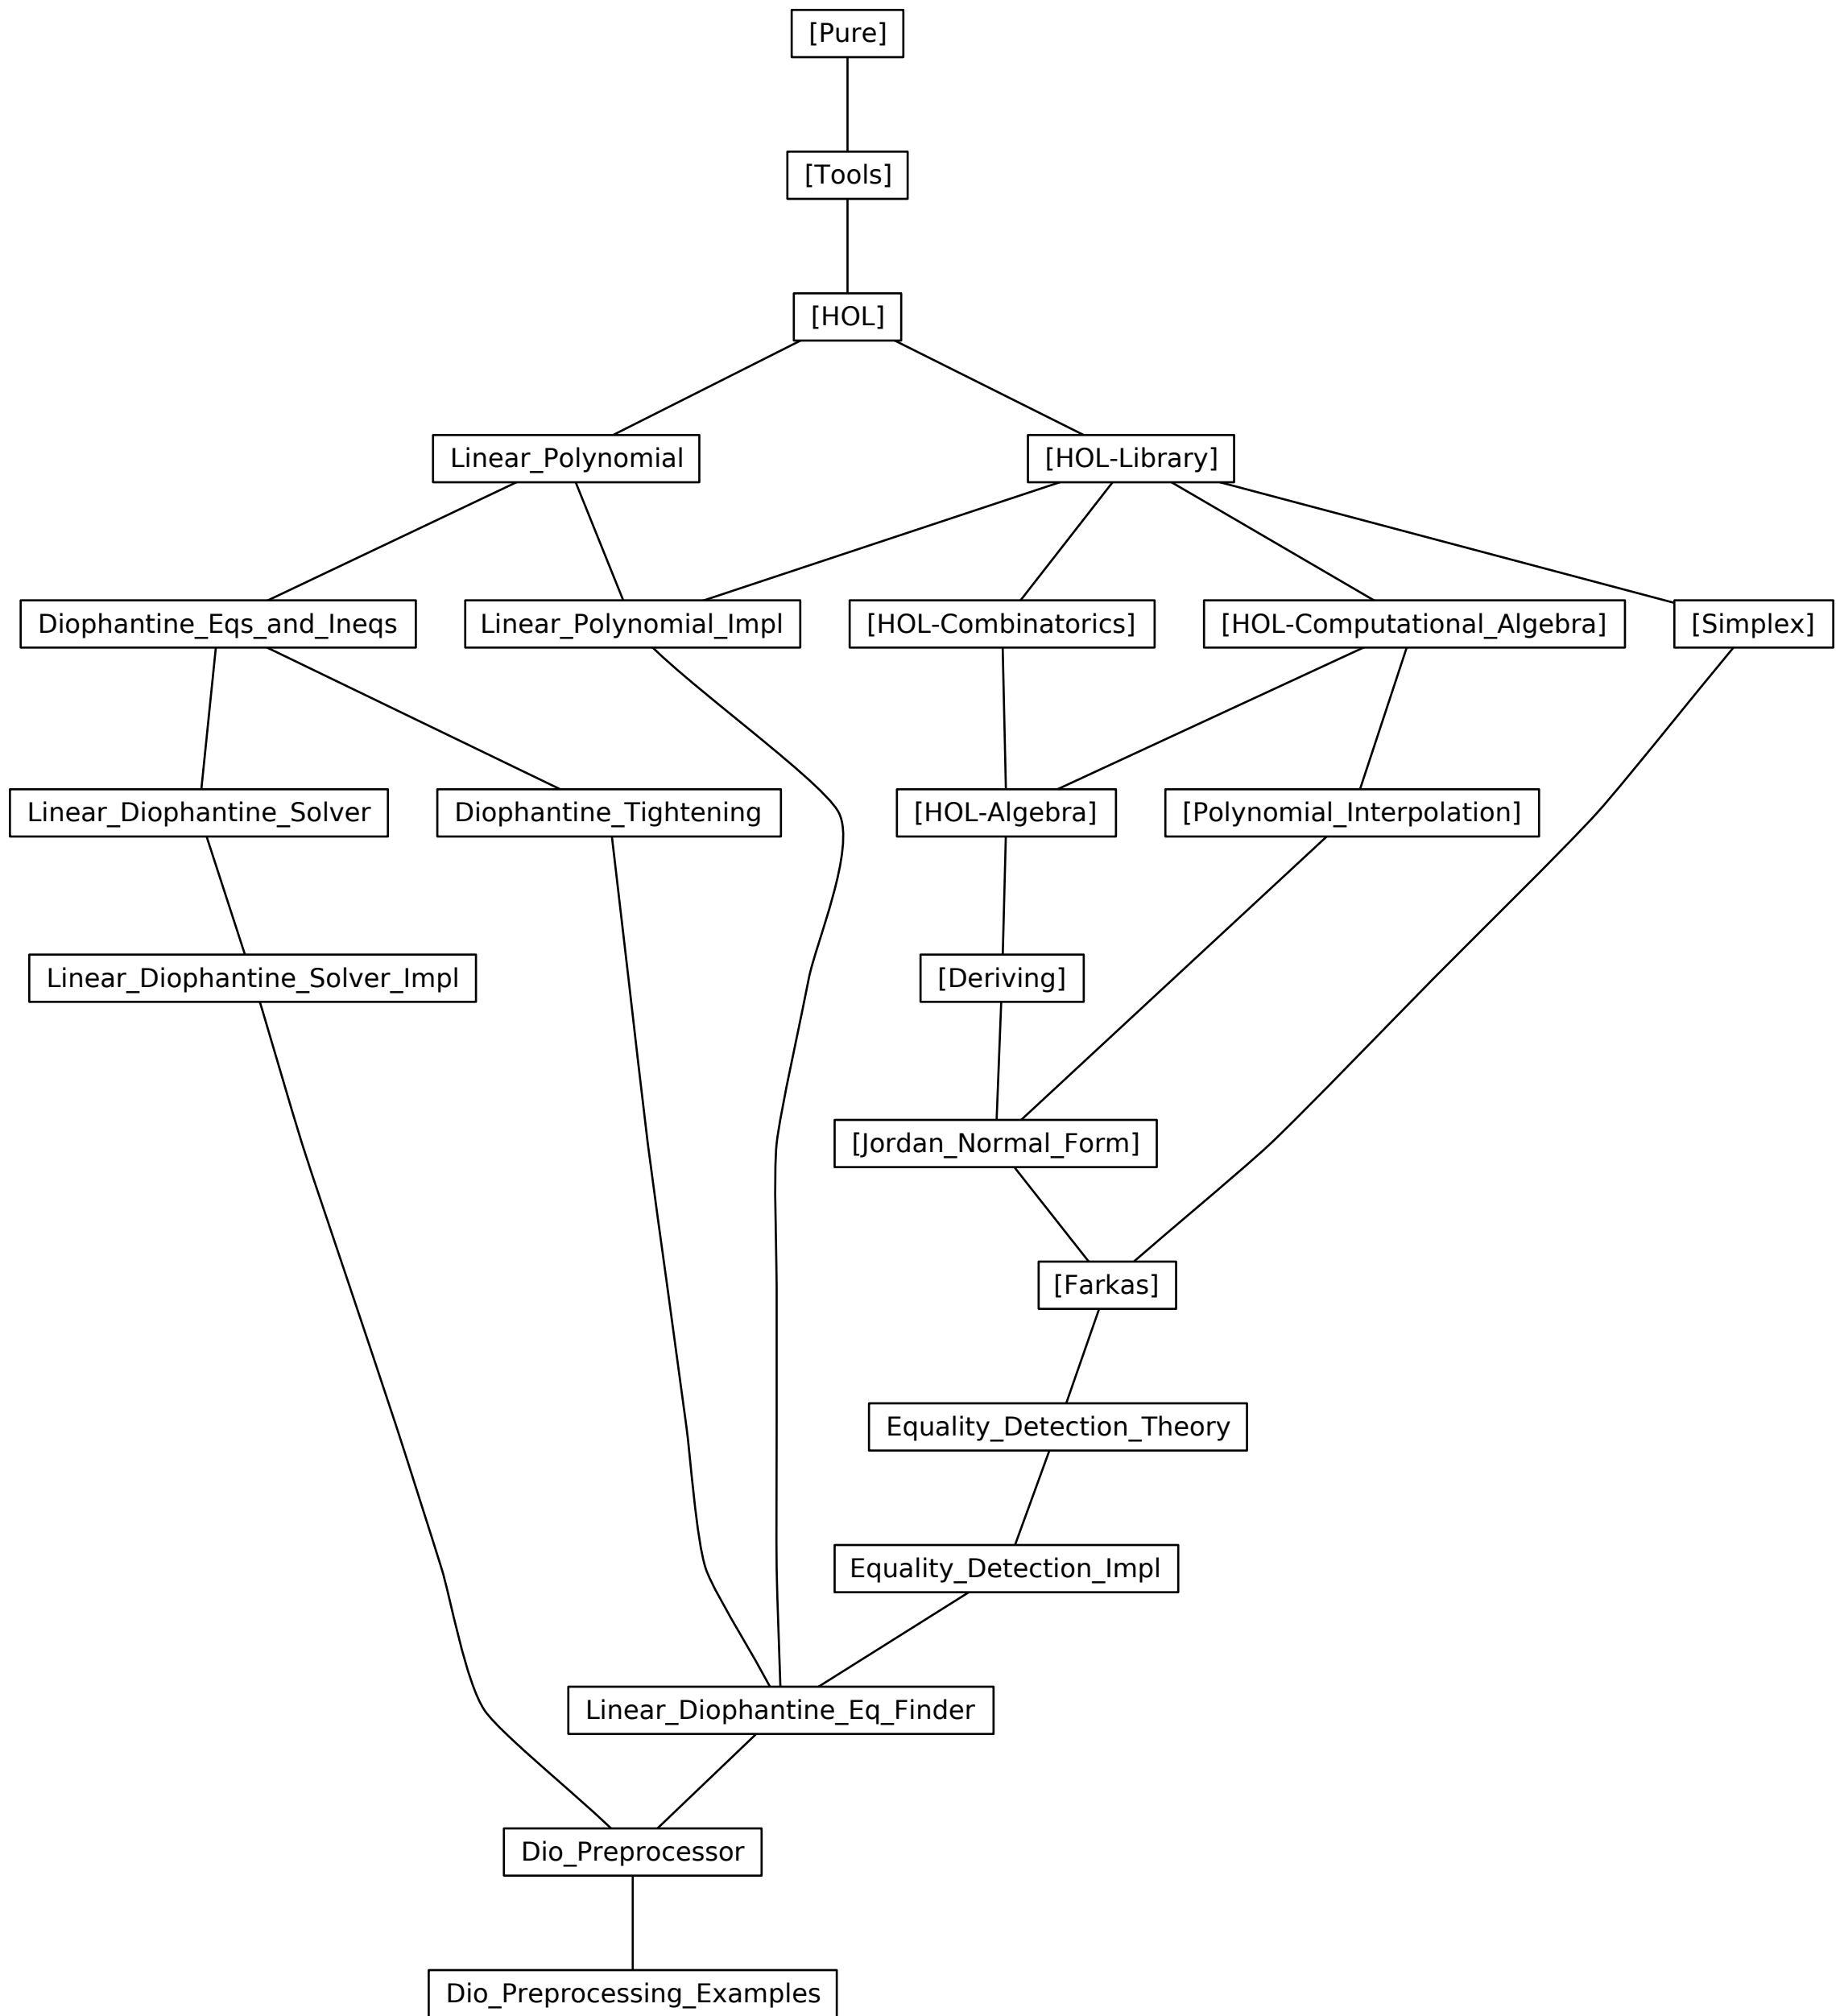 [Pure]
[Tools]
[HOL]
Linear_Polynomial
[HOL-Library]
Diophantine_Eqs_and_Ineqs
Linear_Polynomial_Impl
[HOL-Combinatorics]
[HOL-Computational_Algebra]
[Simplex]
Linear_Diophantine_Solver
Diophantine_Tightening
[HOL-Algebra]
[Polynomial_Interpolation]
Linear_Diophantine_Solver_Impl
[Deriving]
[Jordan_Normal_Form]
[Farkas]
Equality_Detection_Theory
Equality_Detection_Impl
Linear_Diophantine_Eq_Finder
Dio_Preprocessor
Dio_Preprocessing_Examples